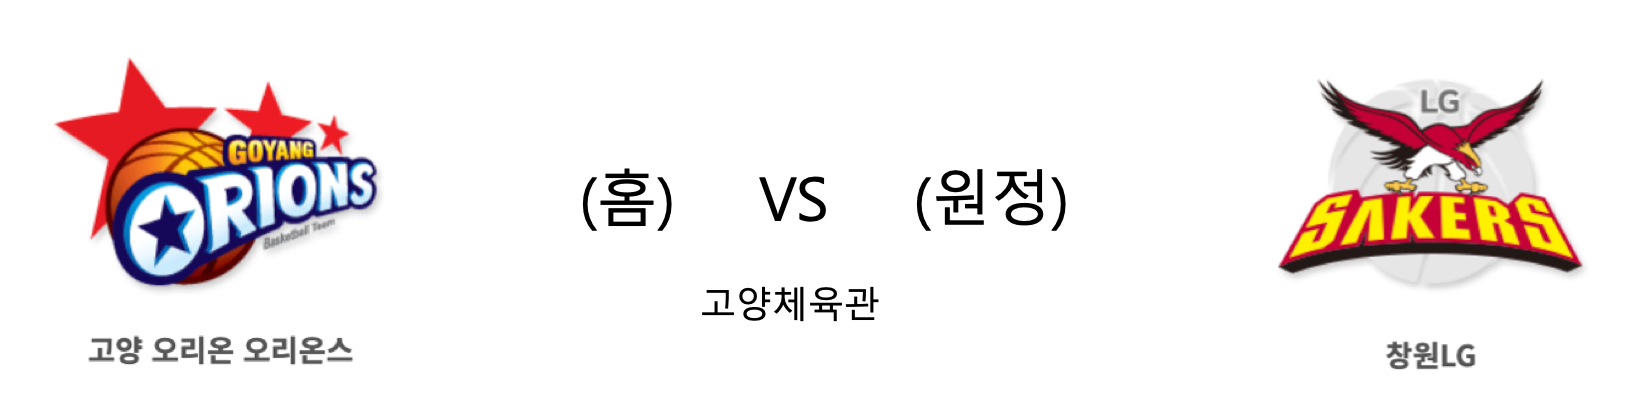 GOYANG
ORIONS
Basketball Team
고양 오리온 오리온스
(홈) VS (원정)
고양체육관
LG
SAKERS
창원LG